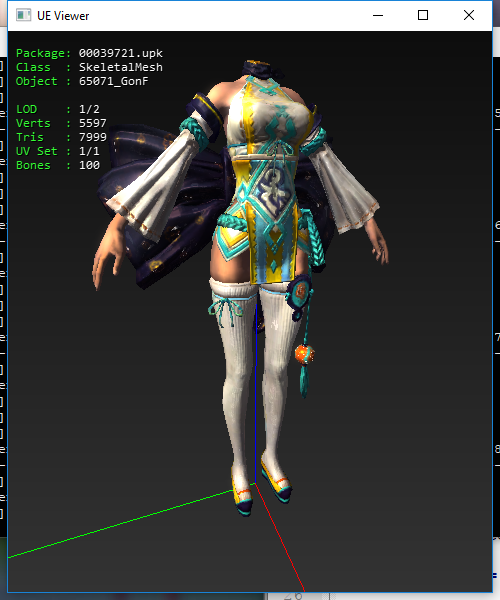 UE Viewer
Package: 00039721.upk
Class : SkeletalMesh
Object : 65071_GonF
LOD : 1/2
Verts : 5597
Tris : 7999
UV Set : 1/1
Bones : 100